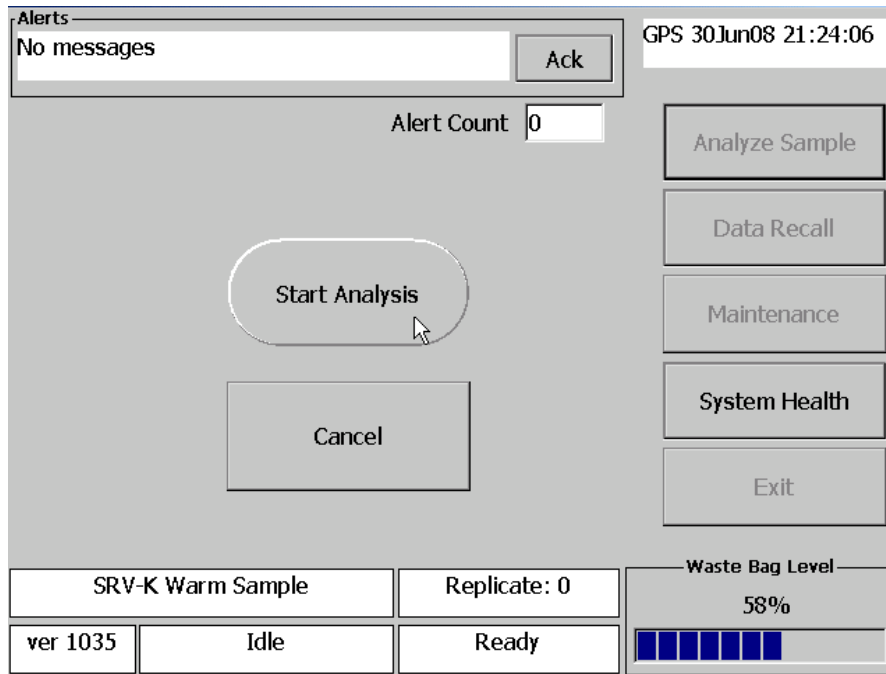 Alerts
No messages
Ack
GPS 30Jun08 21:24:06
Alert Count 0
Analyze Sample
Data Recall
Start Analysis
Maintenance
System Health
Cancel
Exit
Waste Bag Level
58%
SRV-K Warm Sample
Replicate: 0
ver 1035
Idle
Ready